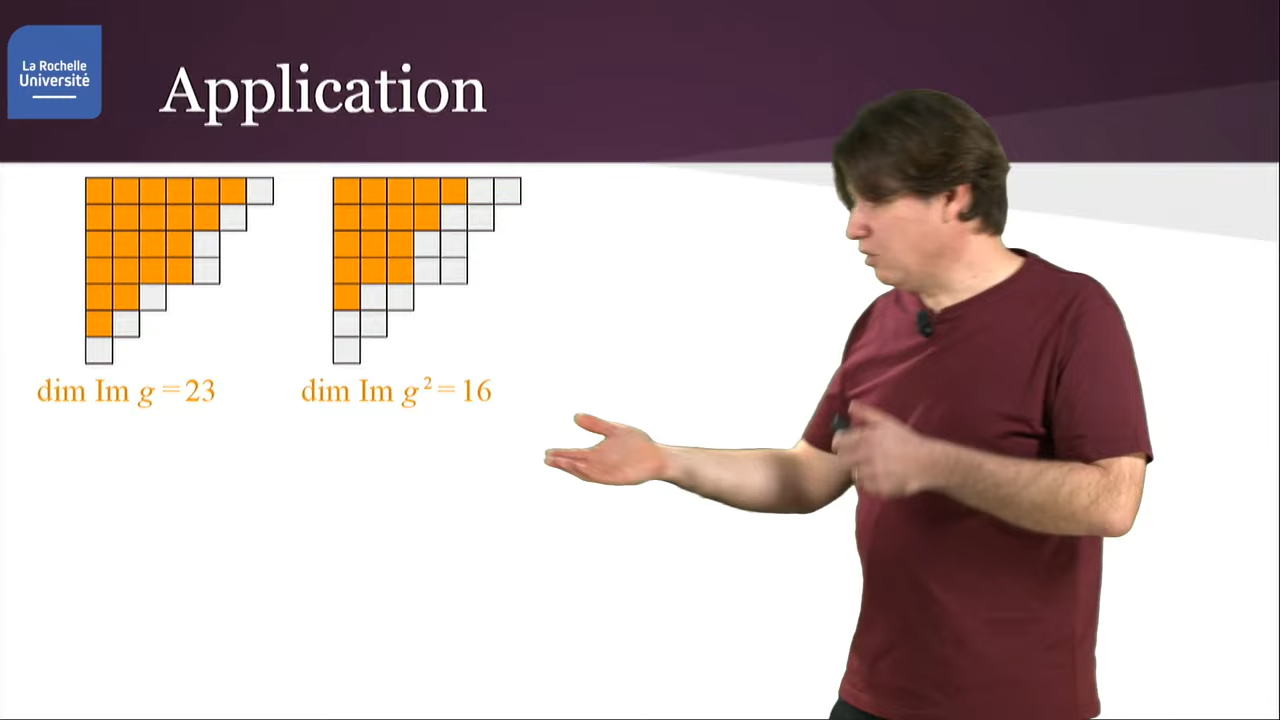 La Rochelle
Université
Application
dim Im g = 23
dim Im g² = 16